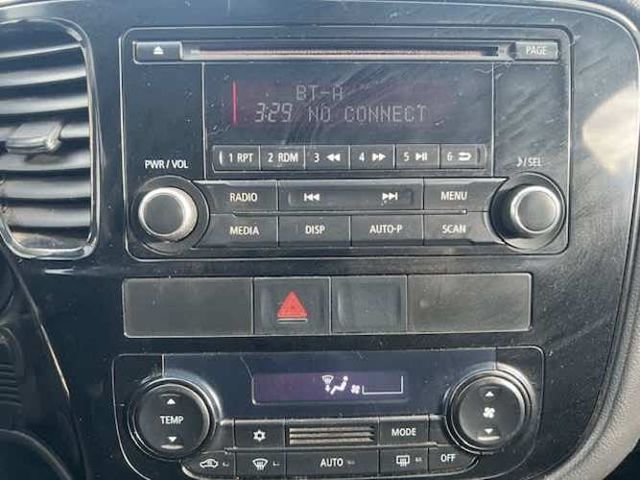 PAGE
BT-A
3:29 NO CONNECT
PWR / VOL
1 RPT 2 RDM 3 4 5 6
/SEL
RADIO MENU
MEDIA DISP AUTO-P SCAN
TEMP
MODE
AUTO OFF